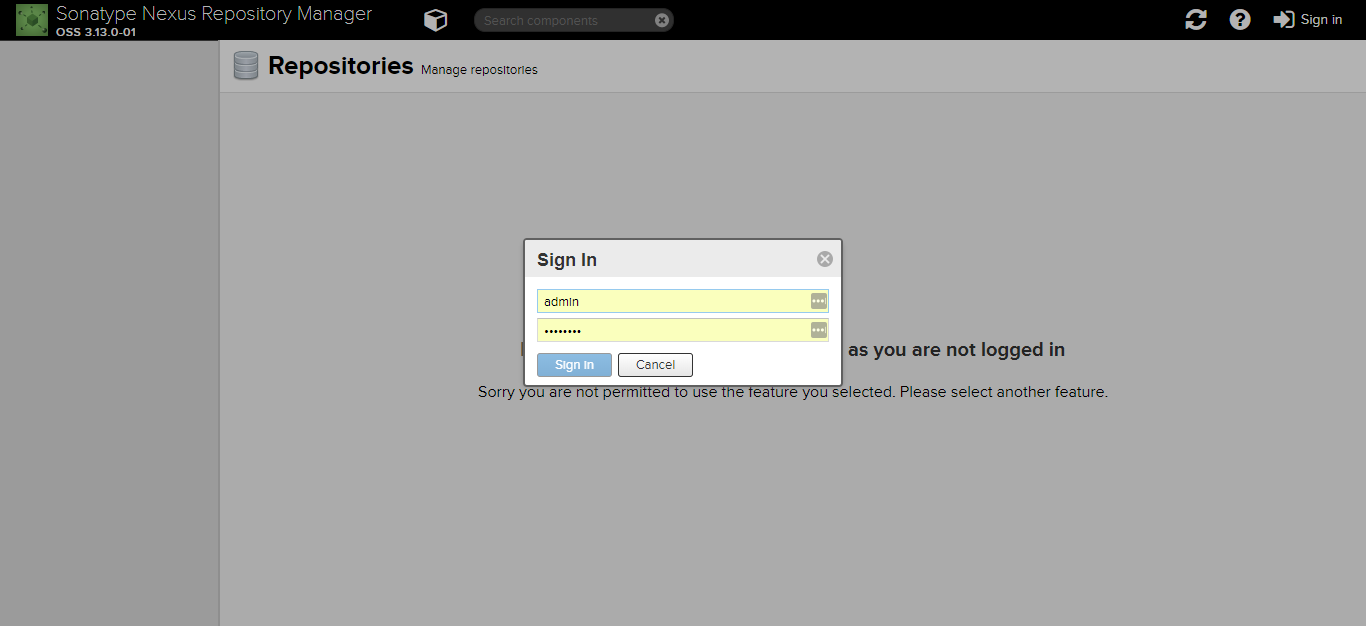 Sonatype Nexus Repository Manager
OSS 3.13.0-01
Search components
Sign in
Repositories Manage repositories
Sign In
admin
••••••••
Sign in Cancel
as you are not logged in
Sorry you are not permitted to use the feature you selected. Please select another feature.